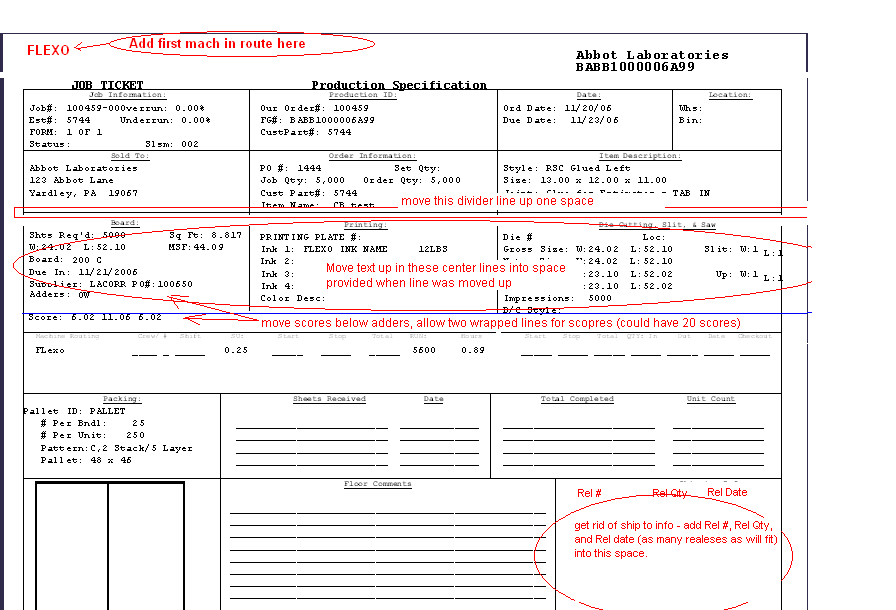 FLEXO Add first mach in route here
Abbot Laboratories
BABB1000006A99
JOB TICKET Production Specification
Job Information: Production ID: Date: Location:
Job#: 100459-000verrun: 0.00% Our Order#: 100459 Ord Date: 11/20/06 Whs:
Est#: 5744 Underrun: 0.00% FG#: BABB1000006A99 Due Date: 11/23/06 Bin:
FORM: 1 OF 1 CustPart#: 5744
Status: Slsm: 002
Sold To: Order Information: Item Description:
Abbot Laboratories PO #: 1444 Set Qty: Style: RSC Glued Left
123 Abbot Lane Job Qty: 5,000 Order Qty: 5,000 Size: 13.00 x 12.00 x 11.00
Yardley, PA 19067 Cust Part#: 5744 TAB IN
Item Name: CB test move this divider line up one space
Board: Printing: Die Cutting, Slit, & Saw
Shts Req'd: 5000 Sq Ft: 8.817 PRINTING PLATE #: Die # Loc:
W:24.02 L:52.10 MSF:44.09 Ink 1: FLEXO INK NAME 12LBS Gross Size: W:24.02 L:52.10 Slit: W:1 L:1
Board: 200 C Ink 2: W:24.02 L:52.10
Due In: 11/21/2006 Ink 3: Move text up in these center lines into space :23.10 L:52.02 Up: W:1 L:1
Supplier: LACORR PO#:100650 Ink 4: provided when line was moved up :23.10 L:52.02
Adders: OW Color Desc: Impressions: 5000
D/C Style:
Score: 6.02 11.06 6.02 move scores below adders, allow two wrapped lines for scopres (could have 20 scores)
Machine Routing Crew/ # Shift SU: Start Stop Total RUN: Hours Start Stop Total QTY: In Out Date Checkout
FLexo 0.25 5600 0.89
Packing: Sheets Received Date Total Completed Unit Count
Pallet ID: PALLET
# Per Bndl: 25
# Per Unit: 250
Pattern:C,2 Stack/5 Layer
Pallet: 48 x 46
Floor Comments
Rel # Rel Qty Rel Date
get rid of ship to info - add Rel #, Rel Qty,
and Rel date (as many realeses as will fit)
into this space.